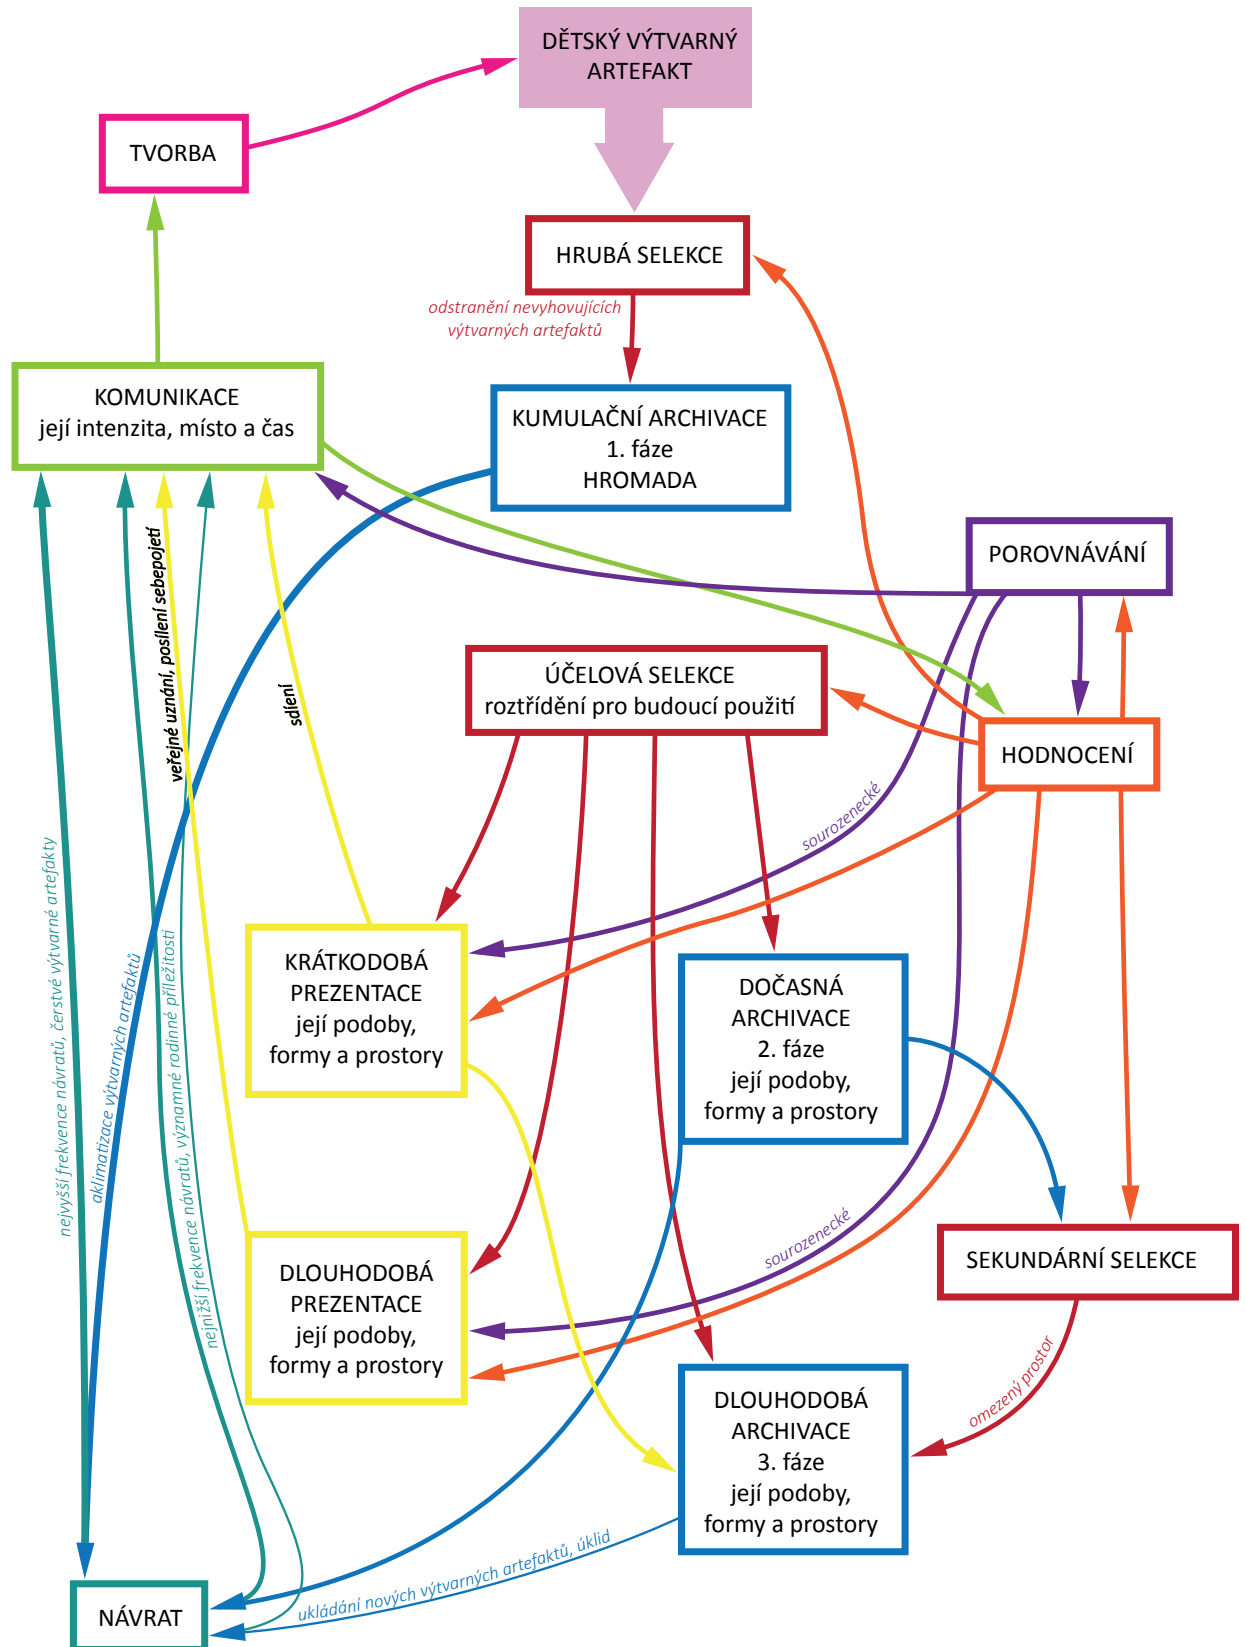 DĚTSKÝ VÝTVARNÝ
ARTEFAKT
TVORBA
HRUBÁ SELEKCE
odstranění nevyhovujících
výtvarných artefaktů
KOMUNIKACE
její intenzita, místo a čas
KUMULAČNÍ ARCHIVACE
1. fáze
HROMADA
POROVNÁVÁNÍ
veřejné uznání, posílení sebepojetí
sdíení
ÚČELOVÁ SELEKCE
roztřídění pro budoucí použití
HODNOCENÍ
sourozenecké
nejvyšší frekvence návratů, čerstvé výtvarné artefakty
aklimatizace výtvarných artefaktů
nejnižší frekvence návratů, významné rodinné příležitosti
KRÁTKODOBÁ
PREZENTACE
její podoby,
formy a prostory
DOČASNÁ
ARCHIVACE
2. fáze
její podoby,
formy a prostory
sourozenecké
SEKUNDÁRNÍ SELEKCE
DLOUHODOBÁ
PREZENTACE
její podoby,
formy a prostory
omezený prostor
DLOUHODOBÁ
ARCHIVACE
3. fáze
její podoby,
formy a prostory
ukládání nových výtvarných artefaktů, úklid
NÁVRAT